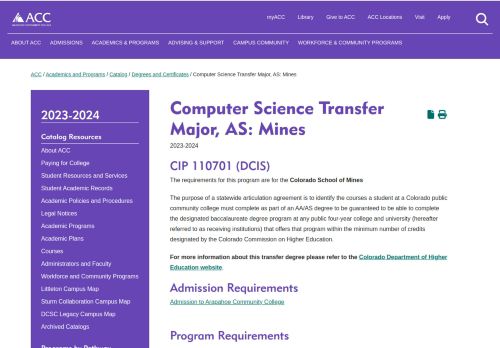 ACC
myACC
Library
Give to ACC
ACC Locations
Visit
Apply
ABOUT ACC
ADMISSIONS
ACADEMICS & PROGRAMS
ADVISING & SUPPORT
CAMPUS COMMUNITY
WORKFORCE & COMMUNITY PROGRAMS
ACC / Academics and Programs / Catalog / Degrees and Certificates / Computer Science Transfer Major, AS: Mines
2023-2024
Catalog Resources
About ACC
Paying for College
Student Resources and Services
Student Academic Records
Academic Policies and Procedures
Legal Notices
Academic Programs
Academic Plans
Courses
Administrators and Faculty
Workforce and Community Programs
Littleton Campus Map
Sturm Collaboration Campus Map
DCSC Legacy Campus Map
Archived Catalogs
Programs by Pathway
Computer Science Transfer
Major, AS: Mines
2023-2024
CIP 110701 (DCIS)
The requirements for this program are for the Colorado School of Mines
The purpose of a statewide articulation agreement is to identify the courses a student at a Colorado public
community college must complete as part of an AA/AS degree to be guaranteed to be able to complete
the designated baccalaureate degree program at any public four-year college and university (hereafter
referred to as receiving institutions) that offers that program within the minimum number of credits
designated by the Colorado Commission on Higher Education.
For more information about this transfer degree please refer to the Colorado Department of Higher
Education website.
Admission Requirements
Admission to Arapahoe Community College
Program Requirements